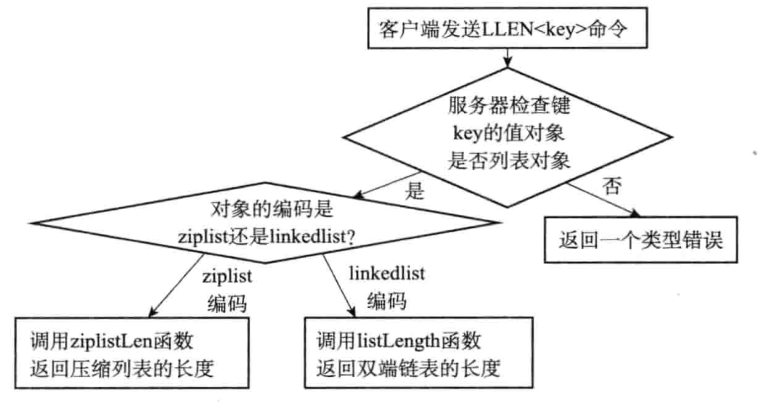 客户端发送LLEN<key>命令
服务器检查键
key的值对象
是否列表对象
是
否
对象的编码是
ziplist还是linkedlist?
返回一个类型错误
ziplist
编码
linkedlist
编码
调用ziplistLen函数
返回压缩列表的长度
调用listLength函数
返回双端链表的长度